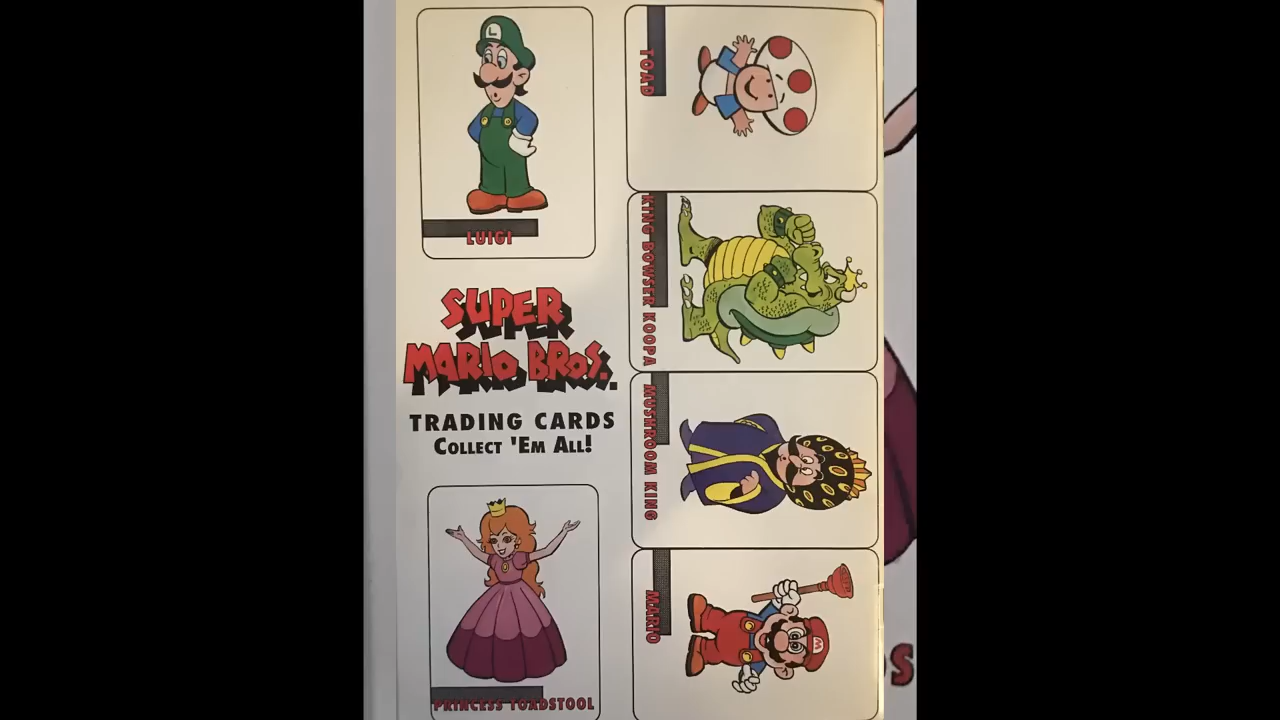 LUIGI
SUPER
MARIO BROS.
TRADING CARDS
COLLECT 'EM ALL!
PRINCESS TOADSTOOL
TOAD
KING BOWSER KOOPA
MUSHROOM KING
MARIO
L
M